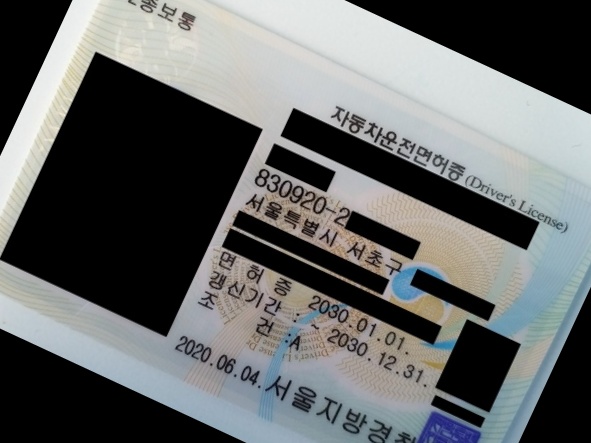 종보통
자동차운전면허증 (Driver's License)
830920-2
서울특별시 서초구
면 허 증 2030.01.01.
갱신기간 : ~ 2030.12.31.
조 건 :A
2020.06.04. 서울지방경찰